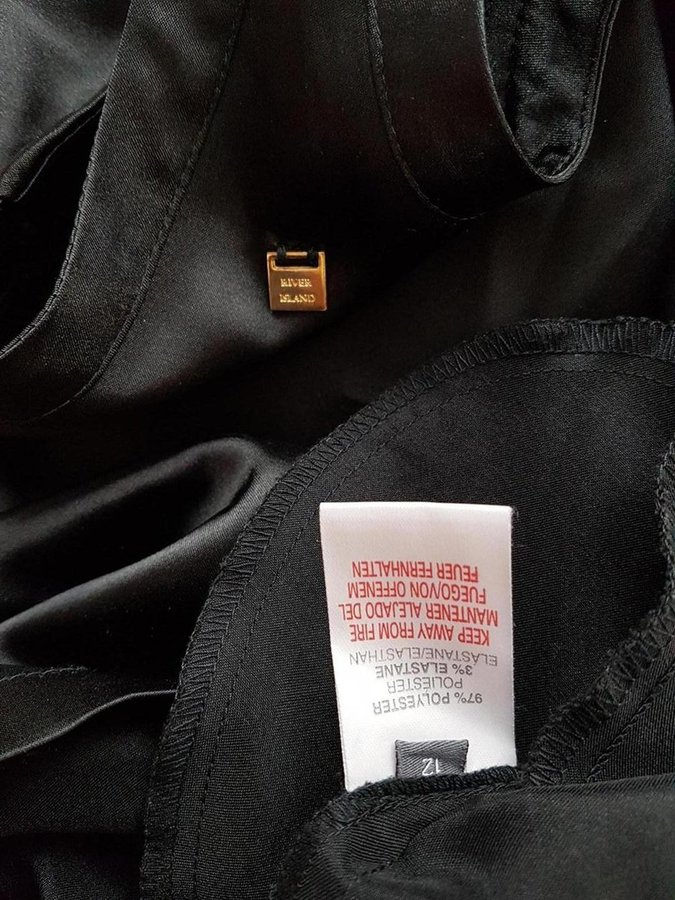 RIVER
ISLAND
12
97% POLYESTER
POLIÉSTER
3% ELASTANE
ELASTANE/ELASTHAN
KEEP AWAY FROM FIRE
MANTENER ALEJADO DEL
FUEGO/VON OFFENEM
FEUER FERNHALTEN